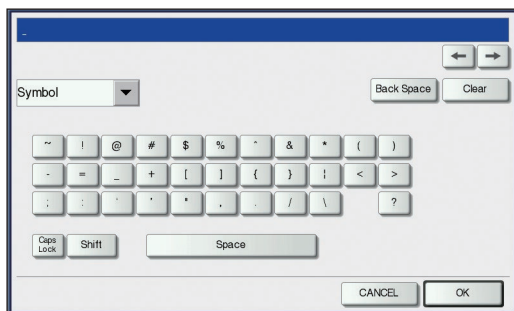 _
← →
Symbol Back Space Clear
~ ! @ # $ % ^ & * ( )
- = _ + [ ] { } ¦ < >
; : ` ' " , . / \ ?
Caps Lock Shift Space
CANCEL OK